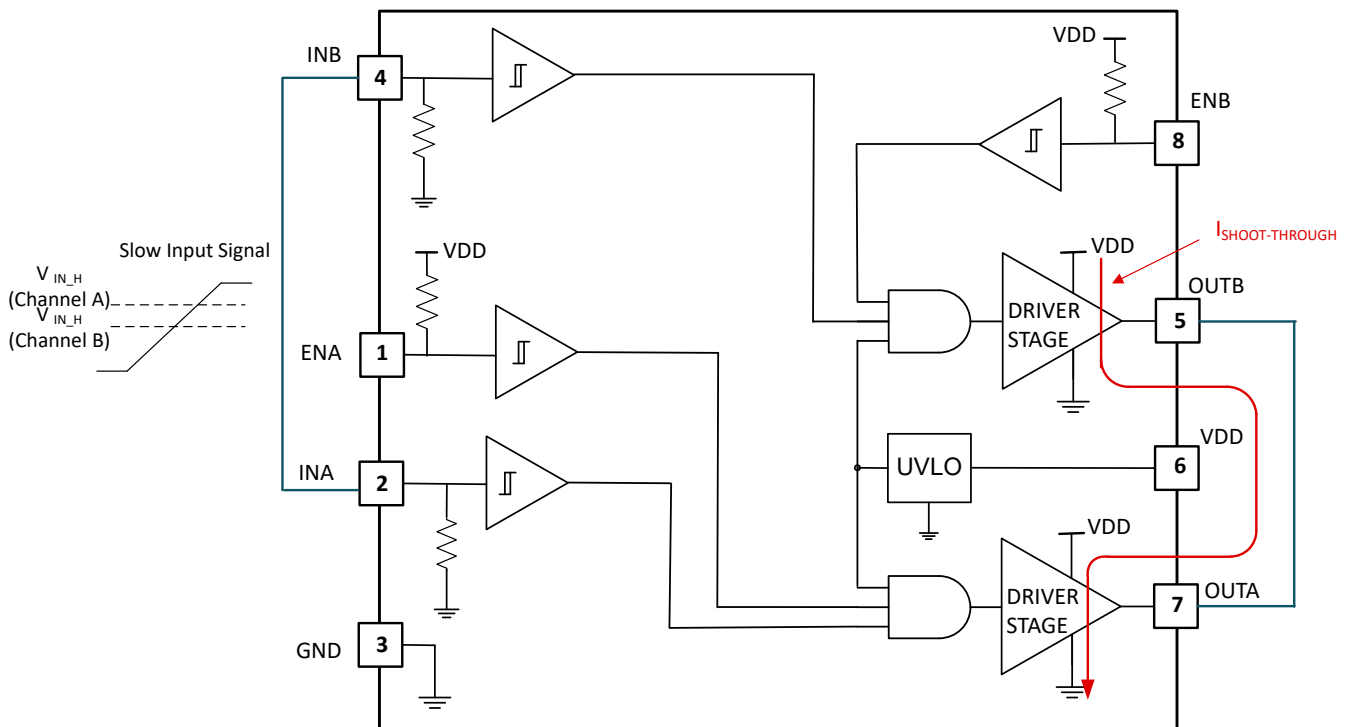 VDD
INB
4
ENB
8
Slow Input Signal
V IN_H
(Channel A)
V IN_H
(Channel B)
VDD
VDD
ISHOOT-THROUGH
OUTB
DRIVER
STAGE
5
ENA
1
VDD
INA
2
UVLO
6
VDD
OUTA
DRIVER
STAGE
7
GND
3